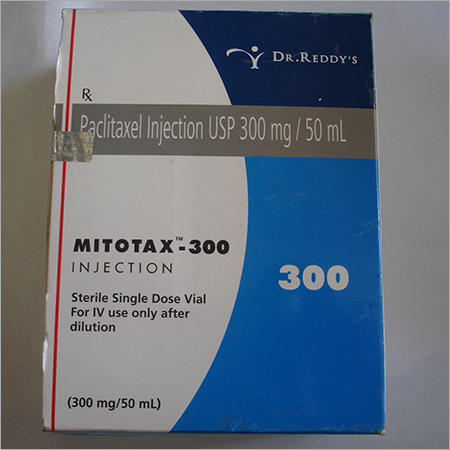 DR.REDDY'S
Rx
Paclitaxel Injection USP 300 mg / 50 mL
MITOTAX™-300
INJECTION
300
Sterile Single Dose Vial
For IV use only after
dilution
(300 mg/50 mL)